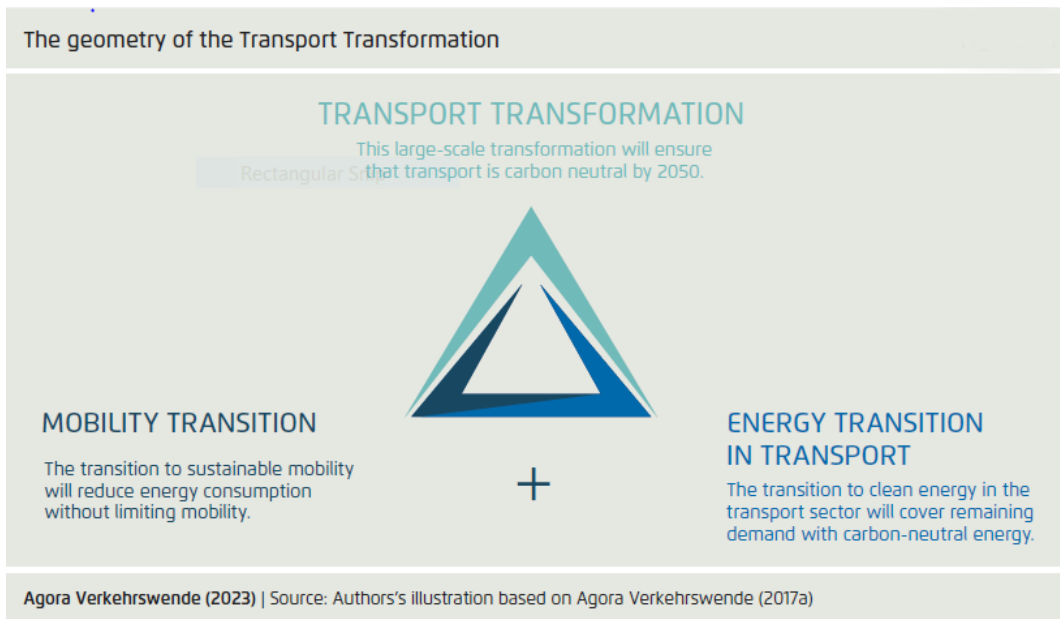 The geometry of the Transport Transformation
TRANSPORT TRANSFORMATION
This large-scale transformation will ensure
that transport is carbon neutral by 2050.
Rectangular
MOBILITY TRANSITION
The transition to sustainable mobility
will reduce energy consumption
without limiting mobility.
+
ENERGY TRANSITION
IN TRANSPORT
The transition to clean energy in the
transport sector will cover remaining
demand with carbon-neutral energy.
Agora Verkehrswende (2023) | Source: Authors's illustration based on Agora Verkehrswende (2017a)